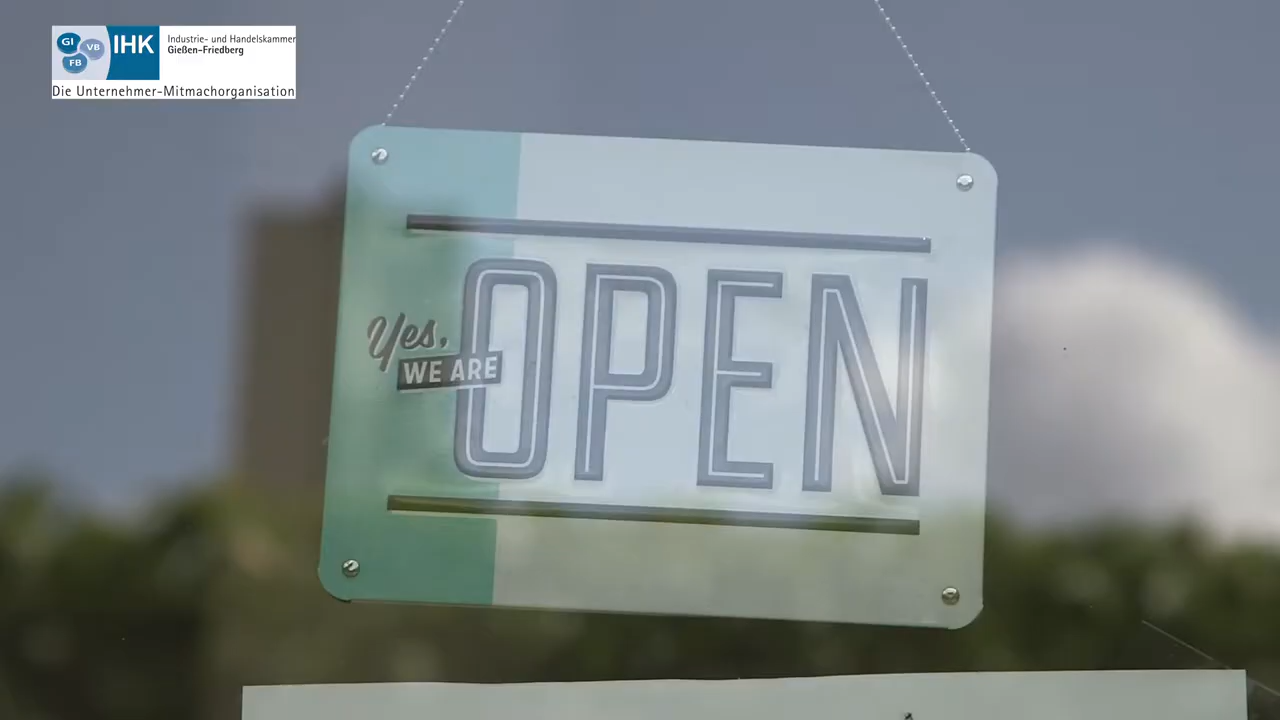 GI
VB
FB
IHK
Industrie- und Handelskammer
Gießen-Friedberg
Die Unternehmer-Mitmachorganisation
Yes,
WE ARE
OPEN